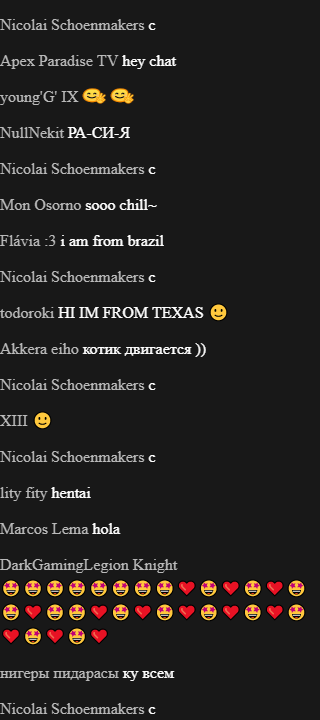 Nicolai Schoenmakers c
Apex Paradise TV hey chat
young'G' IX
NullNekit РА-СИ-Я
Nicolai Schoenmakers c
Mon Osorno sooo chill~
Flávia :3 i am from brazil
Nicolai Schoenmakers c
todoroki HI IM FROM TEXAS
Akkera eiho котик двигается ))
Nicolai Schoenmakers c
XIII
Nicolai Schoenmakers c
lity fity hentai
Marcos Lema hola
DarkGamingLegion Knight
нигеры пидарасы ку всем
Nicolai Schoenmakers c